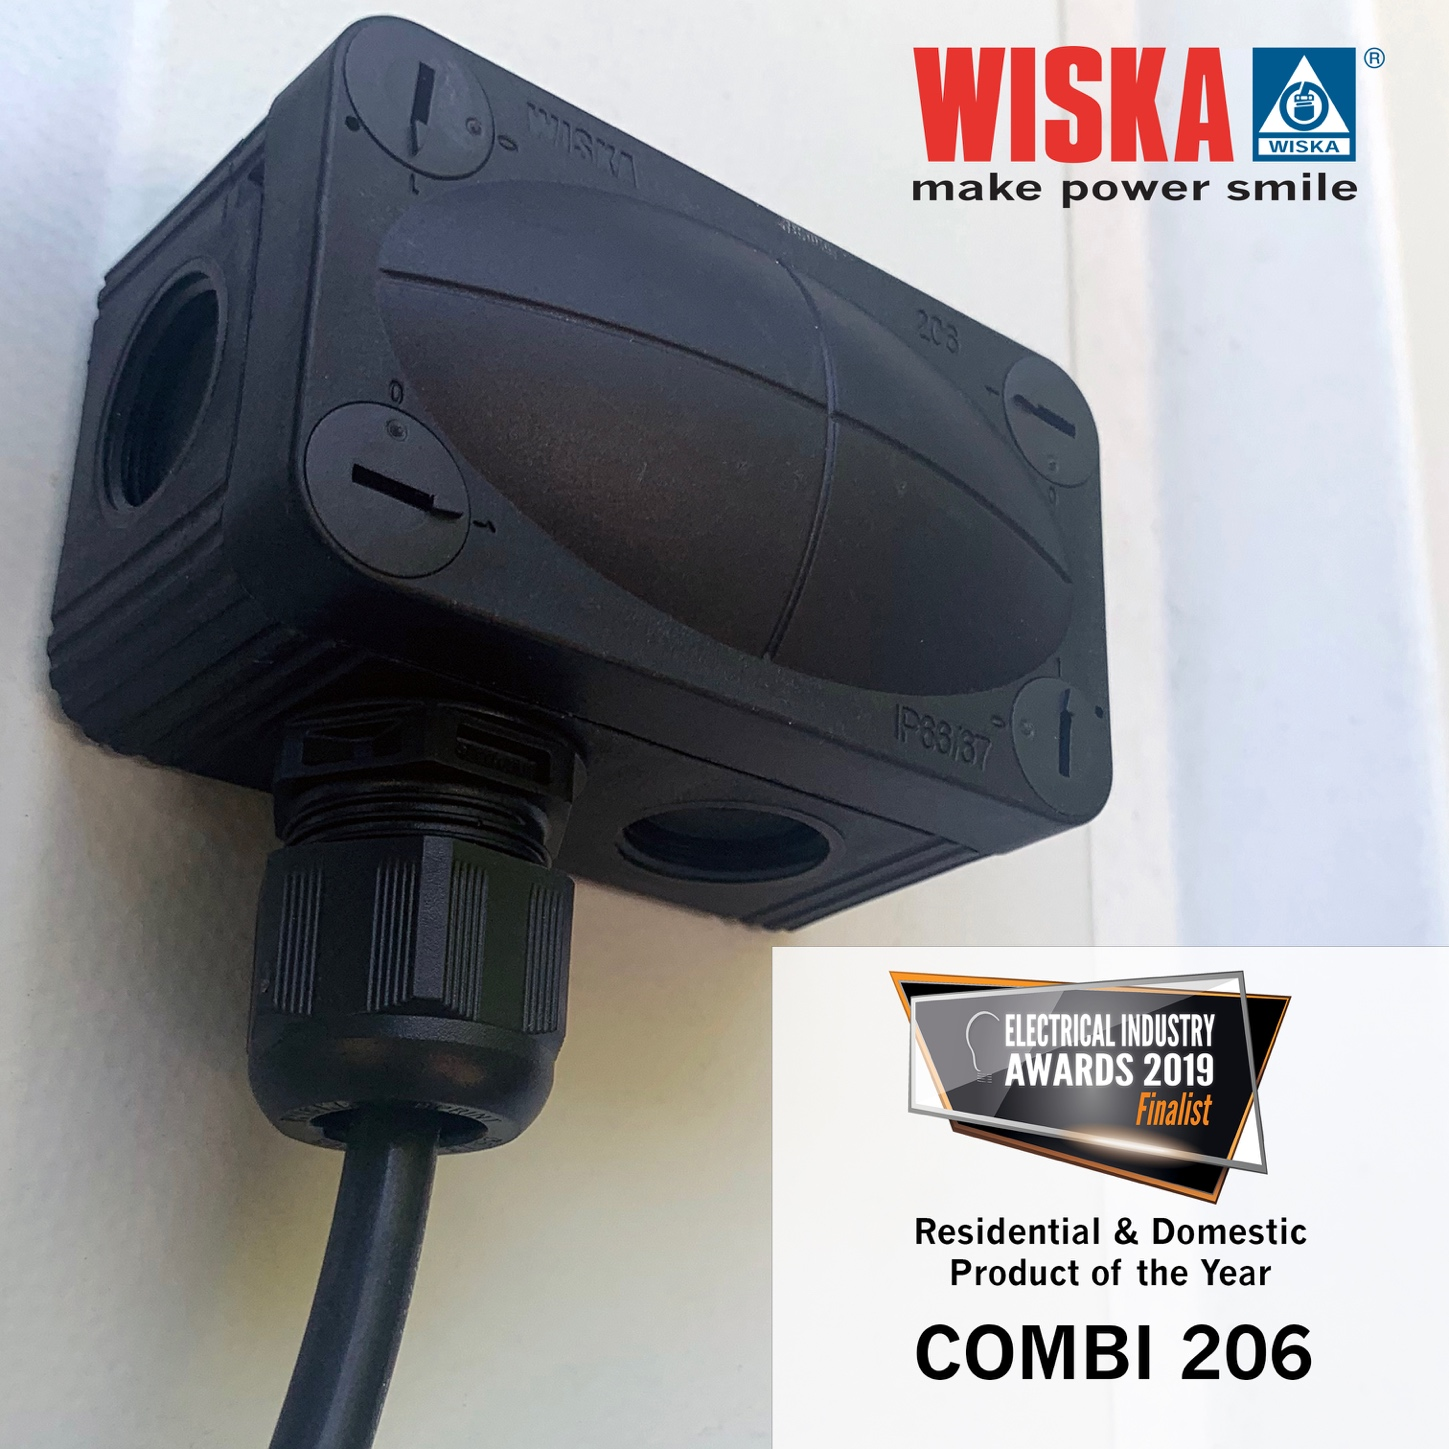 WISKA
®
WISKA
make power smile
WISKA
206
IP66/67
ELECTRICAL INDUSTRY
AWARDS 2019
Finalist
Residential & Domestic
Product of the Year
COMBI 206